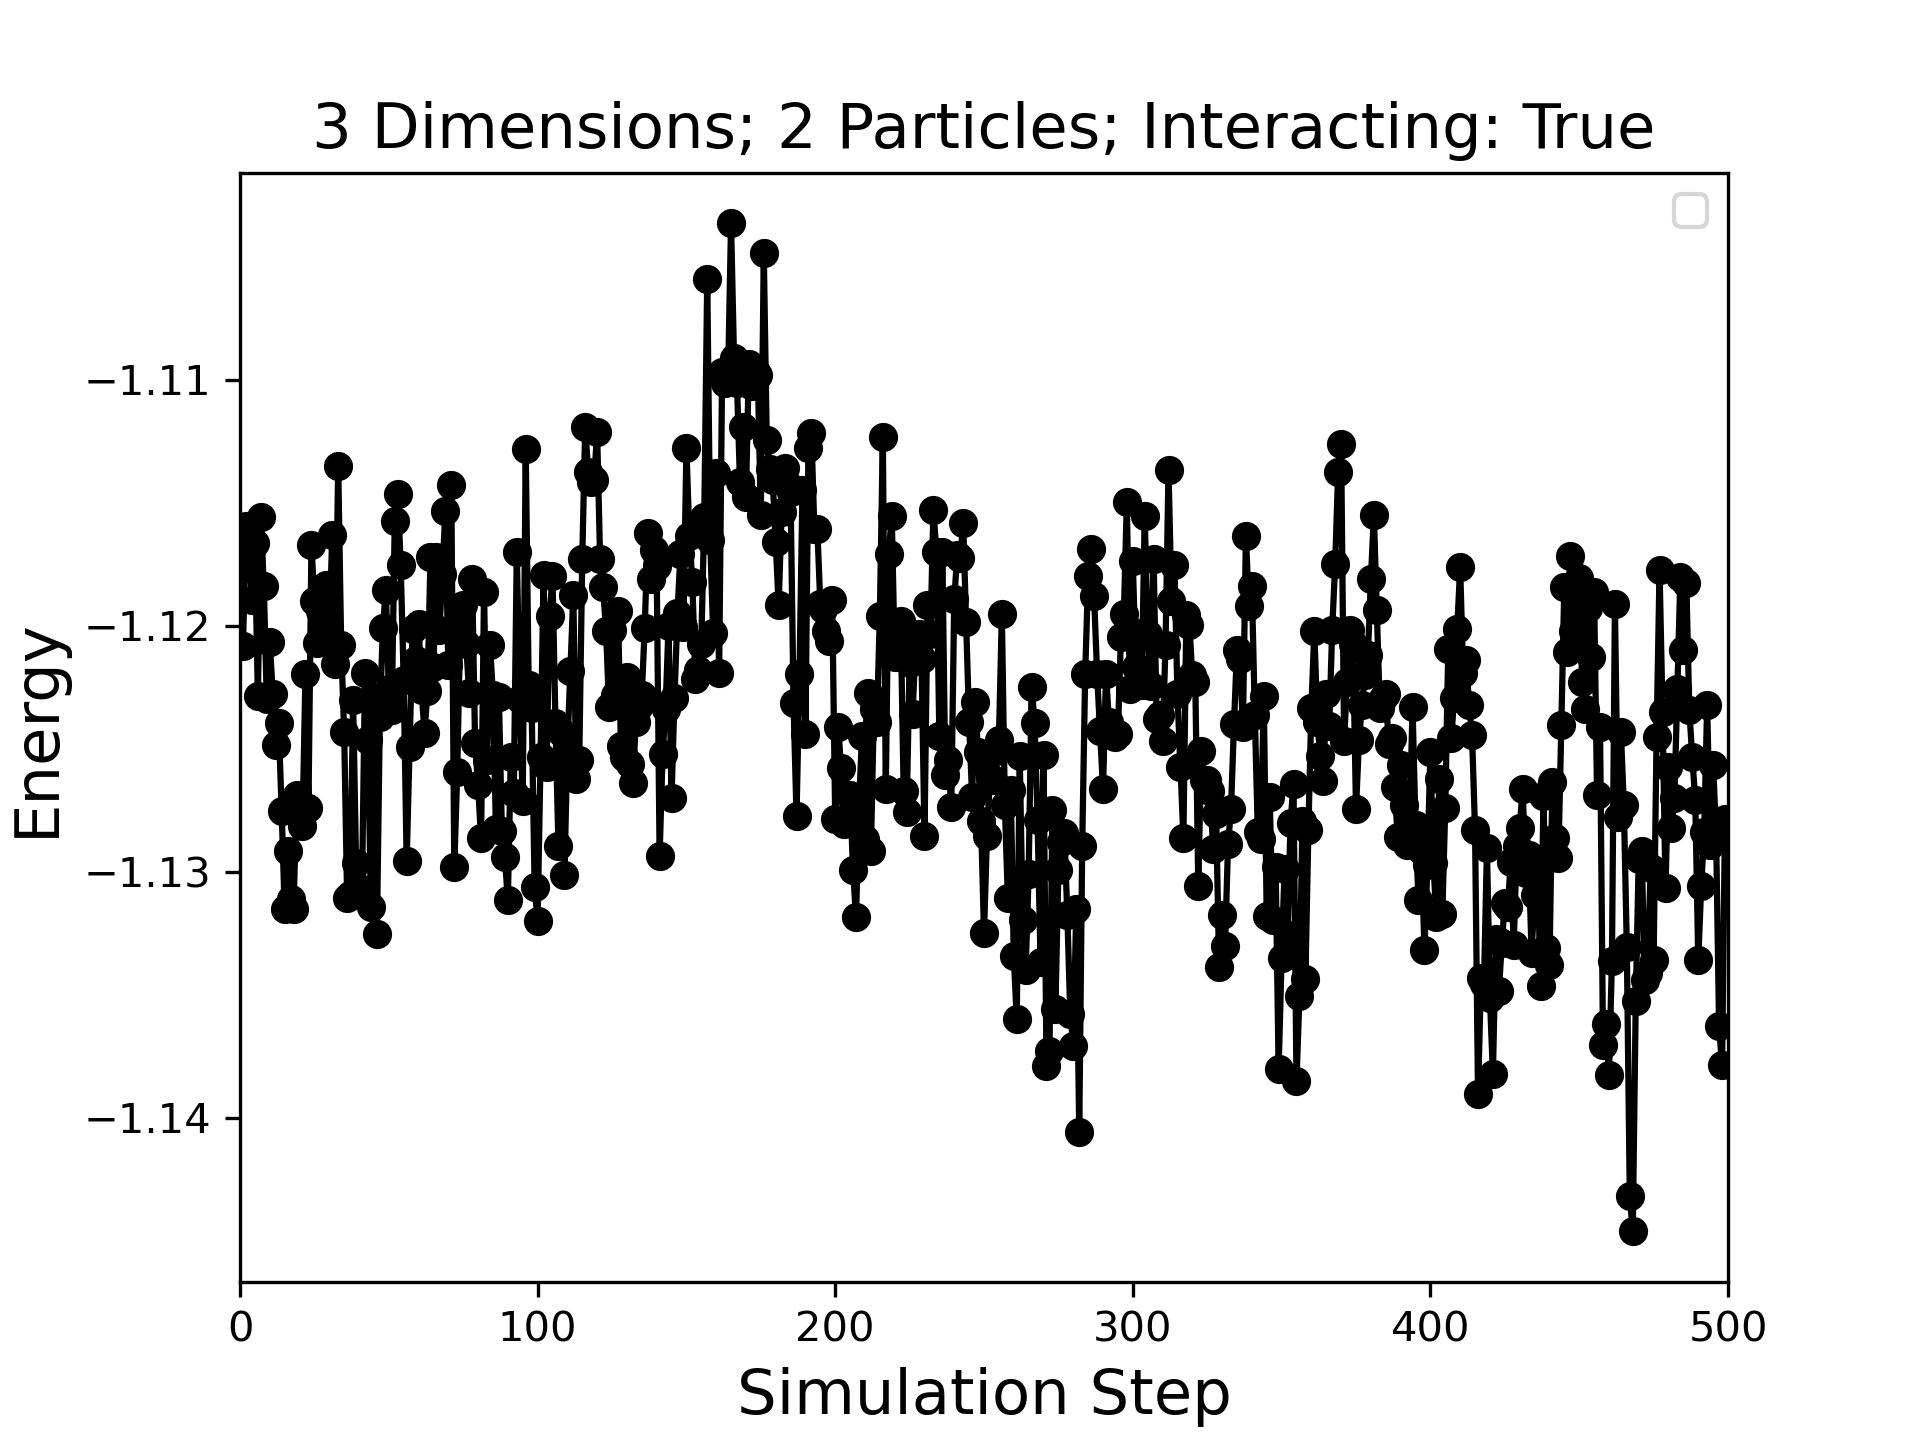 3 Dimensions; 2 Particles; Interacting: True
Energy
−1.11
−1.12
−1.13
−1.14
0 100 200 300 400 500
Simulation Step